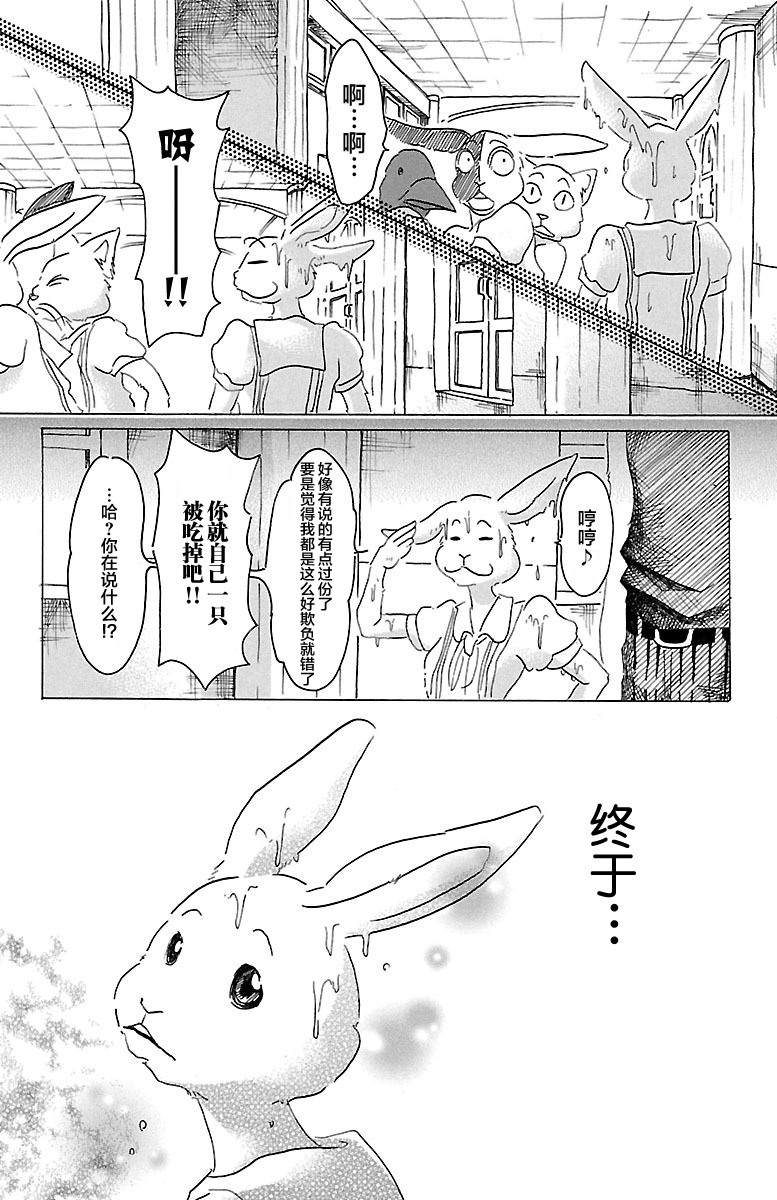 啊…啊…
呀——!!
哼哼♪
好像有说的有点过份了
要是觉得我都是这么好欺负就错了
你就自己一只
被吃掉吧!!
…哈?你在说什么!?
终于…